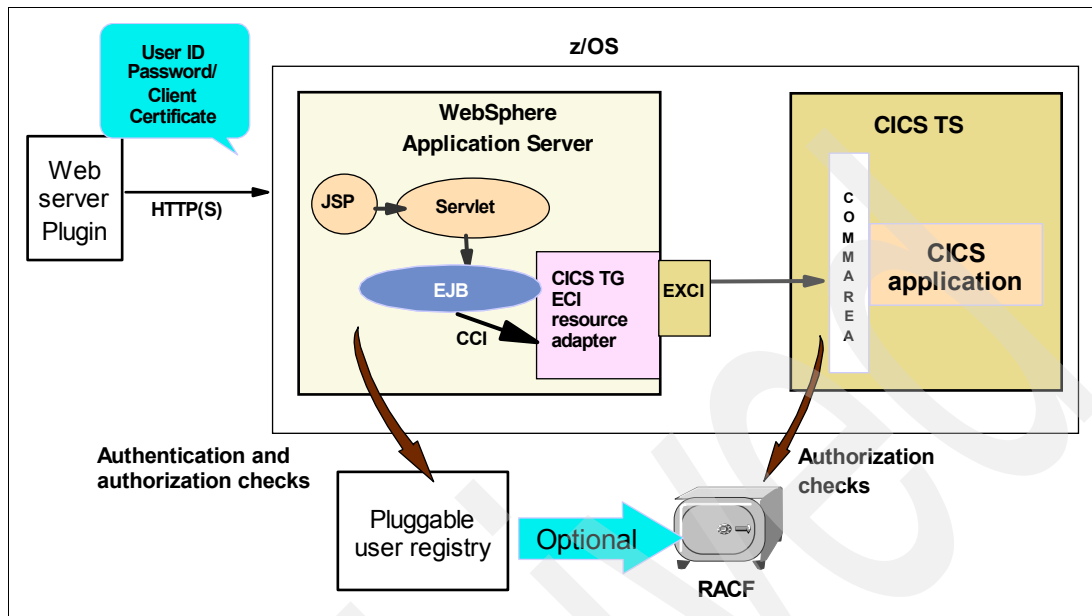 z/OS
User ID
Password/
Client
Certificate
Web
server
Plugin
HTTP(S)
WebSphere
Application Server
JSP
Servlet
EJB
CCI
CICS TG
ECI
resource
adapter
EXCI
CICS TS
COMMAREA
CICS
application
Authentication and
authorization checks
Pluggable
user registry
Optional
Authorization
checks
RACF